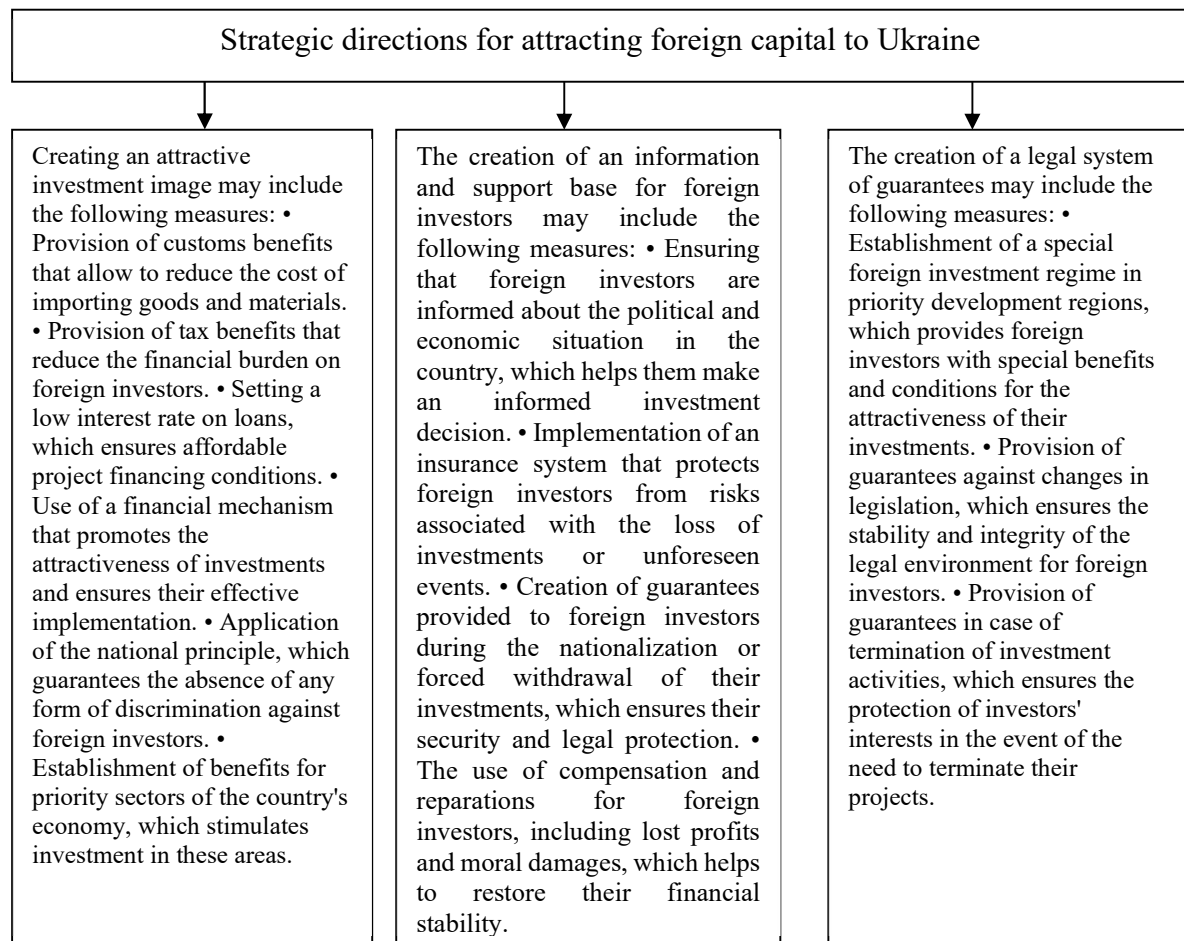 Strategic directions for attracting foreign capital to Ukraine
Creating an attractive
investment image may include
the following measures: •
Provision of customs benefits
that allow to reduce the cost of
importing goods and materials.
• Provision of tax benefits that
reduce the financial burden on
foreign investors. • Setting a
low interest rate on loans,
which ensures affordable
project financing conditions. •
Use of a financial mechanism
that promotes the
attractiveness of investments
and ensures their effective
implementation. • Application
of the national principle, which
guarantees the absence of any
form of discrimination against
foreign investors. •
Establishment of benefits for
priority sectors of the country's
economy, which stimulates
investment in these areas.
The creation of an information
and support base for foreign
investors may include the
following measures: • Ensuring
that foreign investors are
informed about the political and
economic situation in the
country, which helps them make
an informed investment
decision. • Implementation of an
insurance system that protects
foreign investors from risks
associated with the loss of
investments or unforeseen
events. • Creation of guarantees
provided to foreign investors
during the nationalization or
forced withdrawal of their
investments, which ensures their
security and legal protection. •
The use of compensation and
reparations for foreign
investors, including lost profits
and moral damages, which helps
to restore their financial
stability.
The creation of a legal system
of guarantees may include the
following measures: •
Establishment of a special
foreign investment regime in
priority development regions,
which provides foreign
investors with special benefits
and conditions for the
attractiveness of their
investments. • Provision of
guarantees against changes in
legislation, which ensures the
stability and integrity of the
legal environment for foreign
investors. • Provision of
guarantees in case of
termination of investment
activities, which ensures the
protection of investors'
interests in the event of the
need to terminate their
projects.